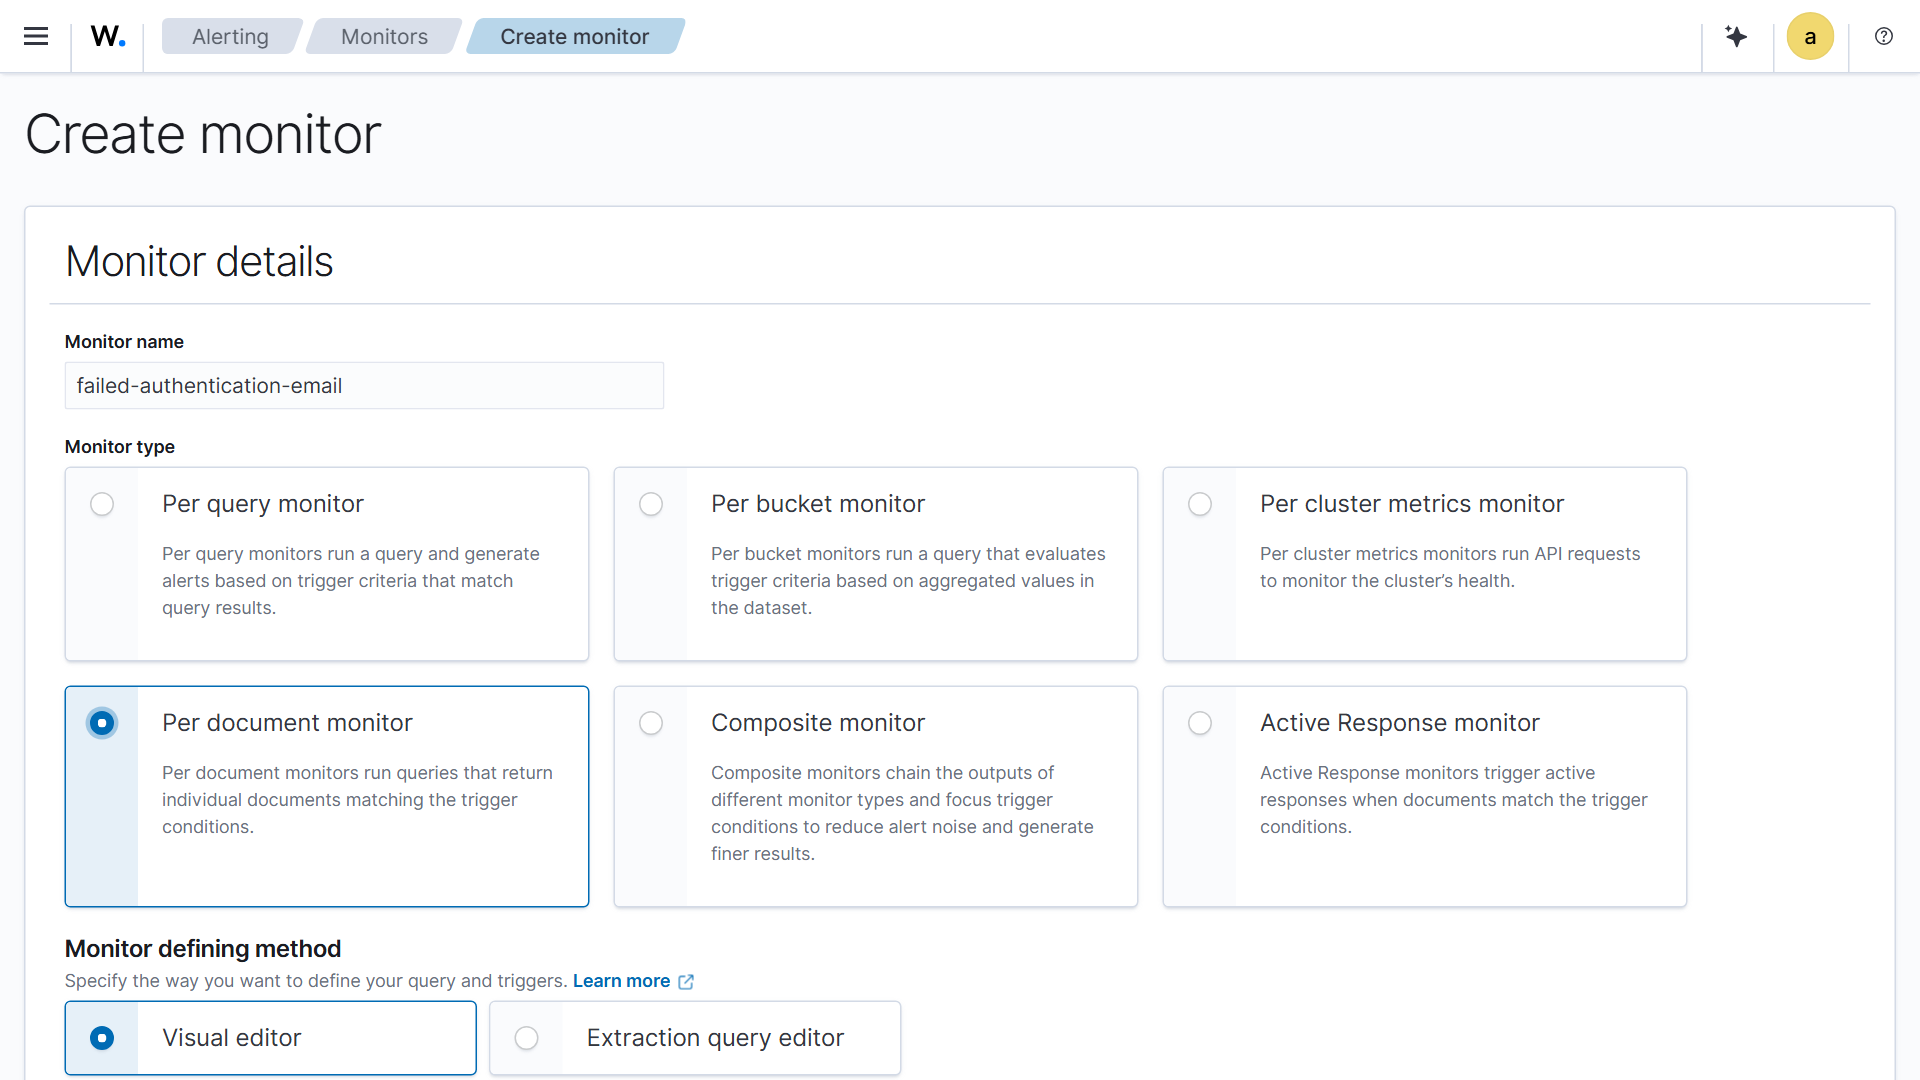 W.
Alerting
Monitors
Create monitor
a
Create monitor
Monitor details
Monitor name
failed-authentication-email
Monitor type
Per query monitor
Per query monitors run a query and generate
alerts based on trigger criteria that match
query results.
Per bucket monitor
Per bucket monitors run a query that evaluates
trigger criteria based on aggregated values in
the dataset.
Per cluster metrics monitor
Per cluster metrics monitors run API requests
to monitor the cluster’s health.
Per document monitor
Per document monitors run queries that return
individual documents matching the trigger
conditions.
Composite monitor
Composite monitors chain the outputs of
different monitor types and focus trigger
conditions to reduce alert noise and generate
finer results.
Active Response monitor
Active Response monitors trigger active
responses when documents match the trigger
conditions.
Monitor defining method
Specify the way you want to define your query and triggers. Learn more
Visual editor
Extraction query editor